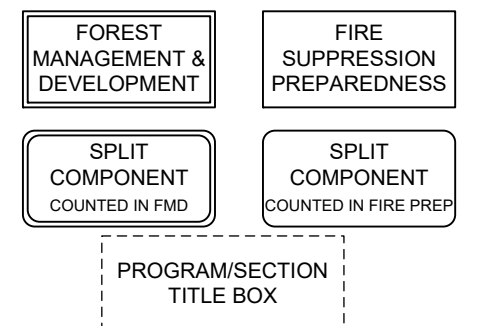 FOREST
MANAGEMENT &
DEVELOPMENT
FIRE
SUPPRESSION
PREPAREDNESS
SPLIT
COMPONENT
COUNTED IN FMD
SPLIT
COMPONENT
COUNTED IN FIRE PREP
PROGRAM/SECTION
TITLE BOX